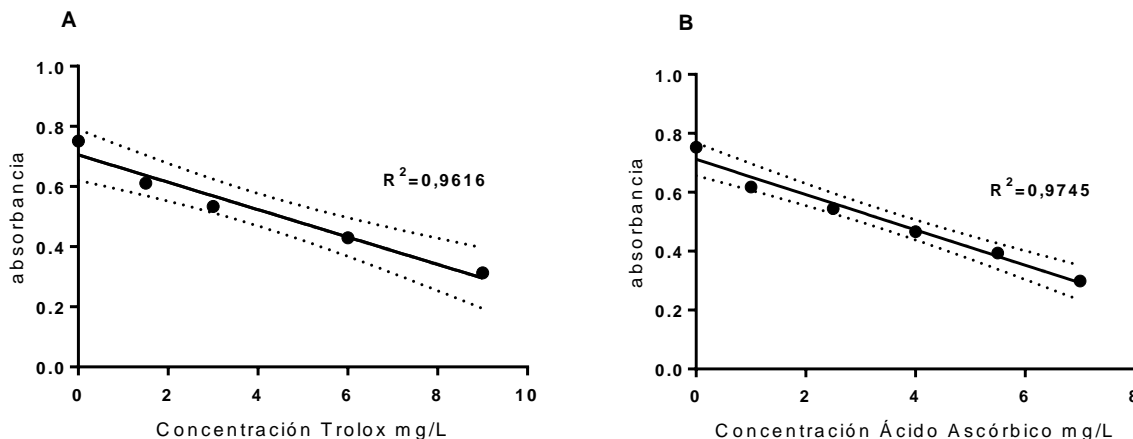 A
1.0
0.8
0.6
0.4
0.2
0.0
absorbancia
R2=0,9616
0 2 4 6 8 10
Concentración Trolox mg/L
B
1.0
0.8
0.6
0.4
0.2
0.0
absorbancia
R2=0,9745
0 2 4 6 8
Concentración Ácido Ascórbico mg/L